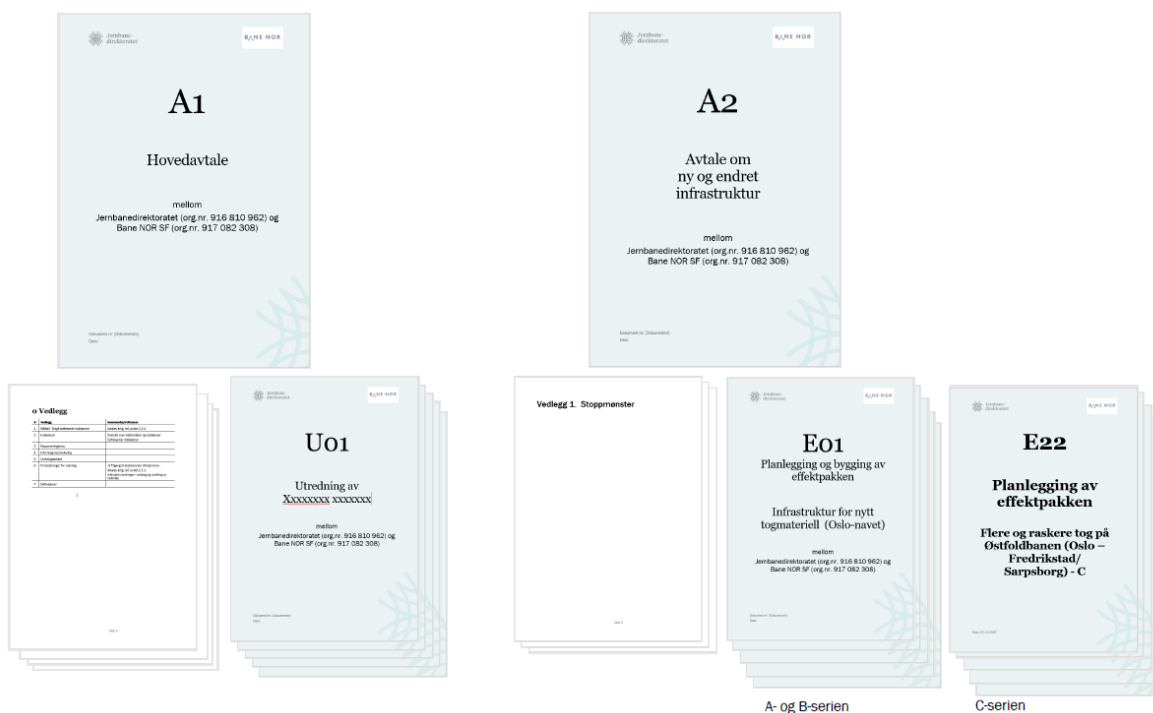 Jernbane-
direktoratet
BANE NOR
A1
Hovedavtale
mellom
Jernbanedirektoratet (org.nr. 916 810 962) og
Bane NOR SF (org.nr. 917 082 308)
Jernbane-
direktoratet
BANE NOR
A2
Avtale om
ny og endret
infrastruktur
mellom
Jernbanedirektoratet (org.nr. 916 810 962) og
Bane NOR SF (org.nr. 917 082 308)
0 Vedlegg
Jernbane-
direktoratet
BANE NOR
U01
Utredning av
Xxxxxxxx xxxxxxx
mellom
Jernbanedirektoratet (org.nr. 916 810 962) og
Bane NOR SF (org.nr. 917 082 308)
Vedlegg 1. Stoppmønster
Jernbane-
direktoratet
BANE NOR
E01
Planlegging og bygging av
effektpakken
Infrastruktur for nytt
togmateriell (Oslo-navet)
mellom
Jernbanedirektoratet (org.nr. 916 810 962) og
Bane NOR SF (org.nr. 917 082 308)
A- og B-serien
Jernbane-
direktoratet
BANE NOR
E22
Planlegging av
effektpakken
Flere og raskere tog på
Østfoldbanen (Oslo –
Fredrikstad/
Sarpsborg) - C
C-serien